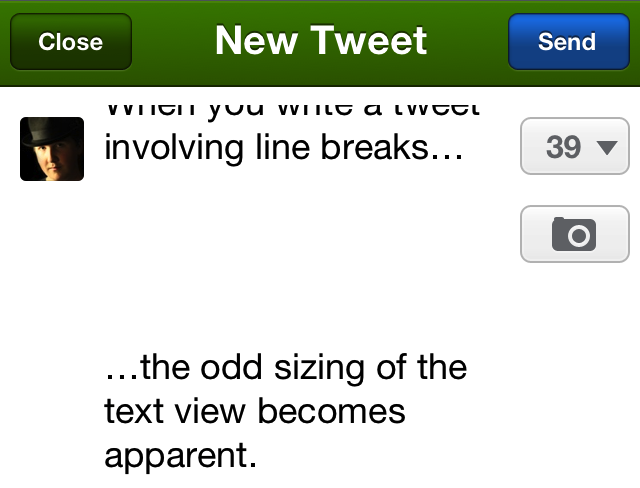 Close
New Tweet
Send
When you write a tweet
involving line breaks…
39
…the odd sizing of the
text view becomes
apparent.